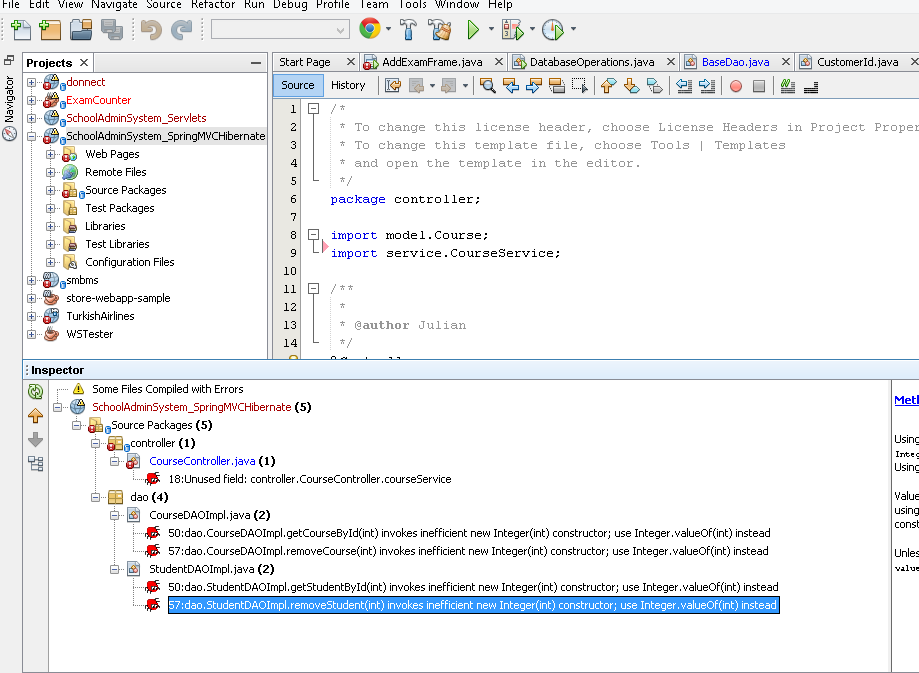 File Edit View Navigate Source Refactor Run Debug Profile Team Tools Window Help
Projects
Start Page AddExamFrame.java DatabaseOperations.java BaseDao.java CustomerId.java
Navigator
Source History
donnect
ExamCounter
SchoolAdminSystem_Servlets
SchoolAdminSystem_SpringMVCHibernate
Web Pages
Remote Files
Source Packages
Test Packages
Libraries
Test Libraries
Configuration Files
smbms
store-webapp-sample
TurkishAirlines
WSTester
1 /*
2 * To change this license header, choose License Headers in Project Proper
3 * To change this template file, choose Tools | Templates
4 * and open the template in the editor.
5 */
6 package controller;
7
8 import model.Course;
9 import service.CourseService;
10
11 /**
12 *
13 * @author Julian
14 */
Inspector
Some Files Compiled with Errors
SchoolAdminSystem_SpringMVCHibernate (5)
Source Packages (5)
controller (1)
CourseController.java (1)
18:Unused field: controller.CourseController.courseService
dao (4)
CourseDAOImpl.java (2)
50:dao.CourseDAOImpl.getCourseById(int) invokes inefficient new Integer(int) constructor; use Integer.valueOf(int) instead
57:dao.CourseDAOImpl.removeCourse(int) invokes inefficient new Integer(int) constructor; use Integer.valueOf(int) instead
StudentDAOImpl.java (2)
50:dao.StudentDAOImpl.getStudentById(int) invokes inefficient new Integer(int) constructor; use Integer.valueOf(int) instead
57:dao.StudentDAOImpl.removeStudent(int) invokes inefficient new Integer(int) constructor; use Integer.valueOf(int) instead
Meth
Using
Integ
Using
Value
using
const
Unles
value